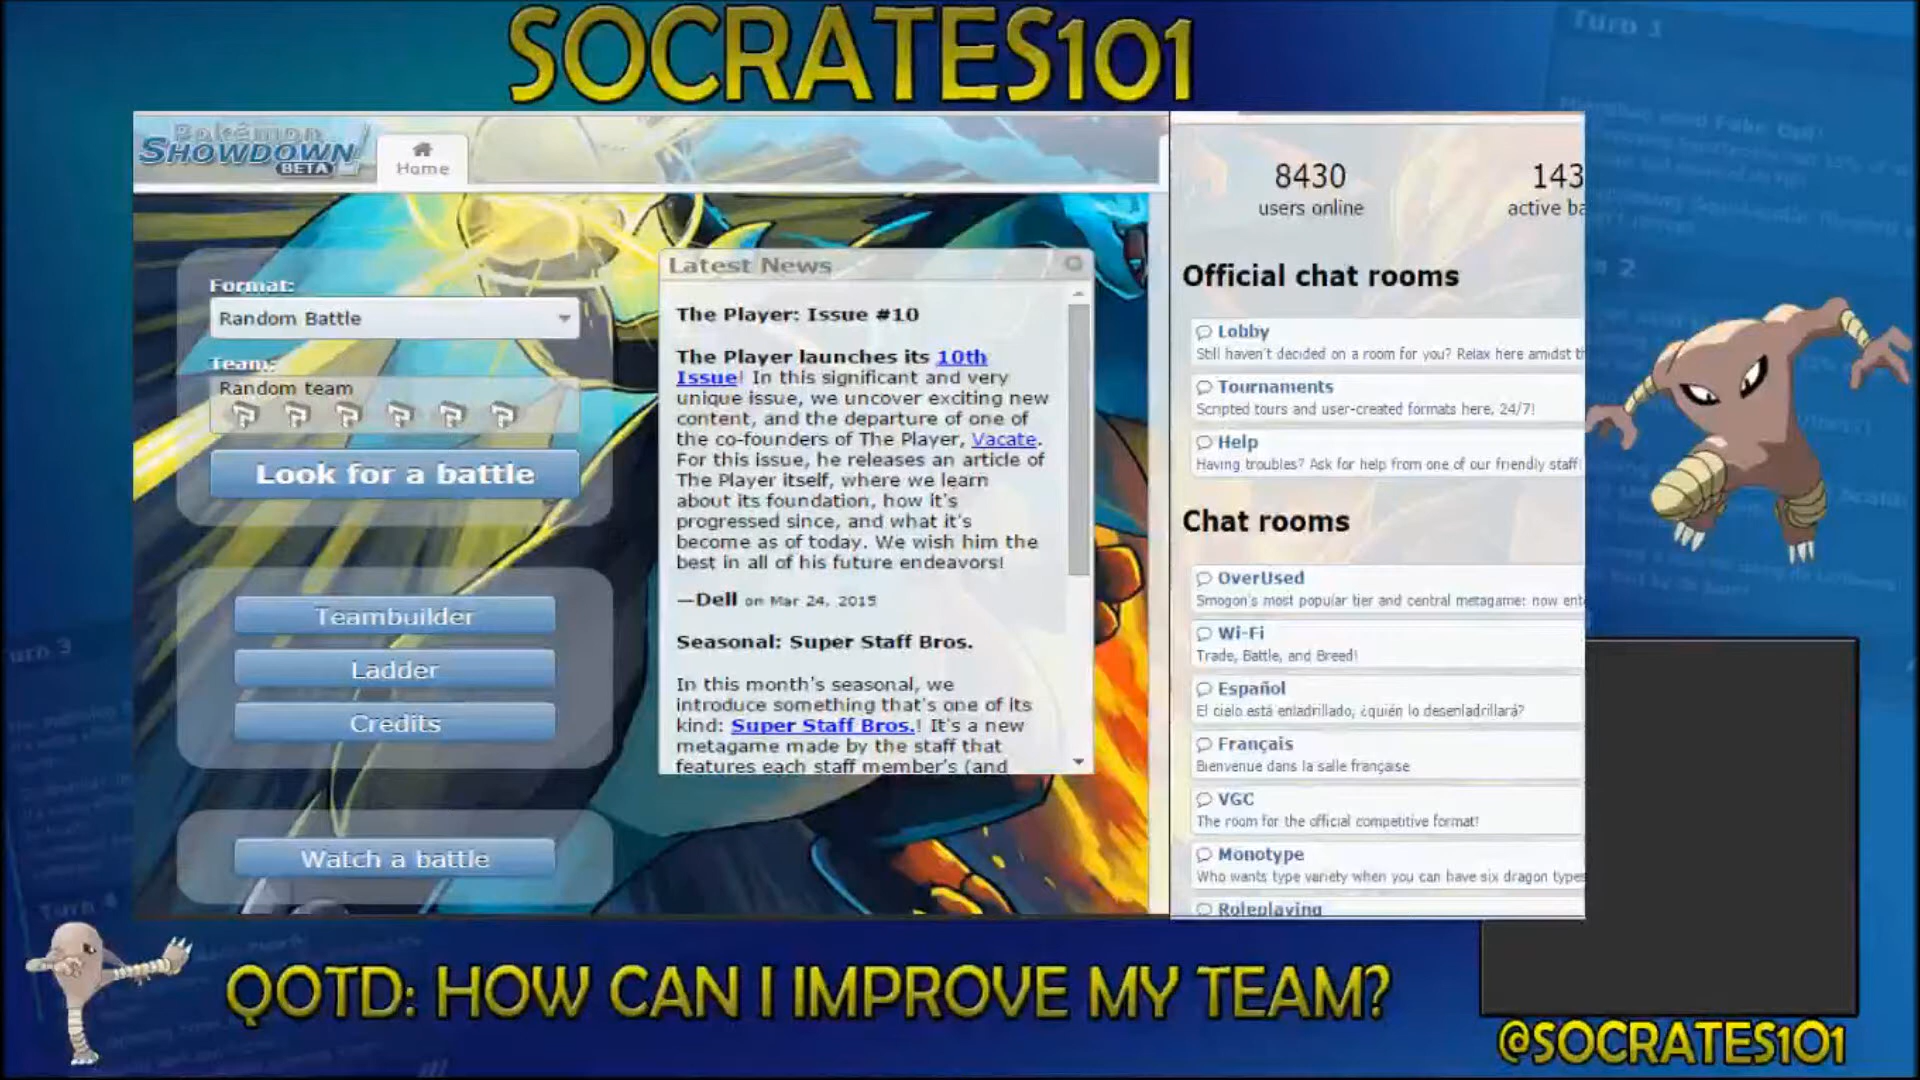 SOCRATES101
Pokémon
SHOWDOWN!
BETA
Home
Format:
Random Battle
Team:
Random team
Look for a battle
Teambuilder
Ladder
Credits
Watch a battle
Latest News
The Player: Issue #10
The Player launches its 10th
Issue! In this significant and very
unique issue, we uncover exciting new
content, and the departure of one of
the co-founders of The Player, Vacate.
For this issue, he releases an article of
The Player itself, where we learn
about its foundation, how it's
progressed since, and what it's
become as of today. We wish him the
best in all of his future endeavors!
—Dell on Mar 24, 2015
Seasonal: Super Staff Bros.
In this month's seasonal, we
introduce something that's one of its
kind: Super Staff Bros.! It's a new
metagame made by the staff that
features each staff member's (and
8430
users online
143
active ba
Official chat rooms
Lobby
Still haven't decided on a room for you? Relax here amidst th
Tournaments
Scripted tours and user-created formats here, 24/7!
Help
Having troubles? Ask for help from one of our friendly staff!
Chat rooms
OverUsed
Smogon's most popular tier and central metagame: now ent
Wi-Fi
Trade, Battle, and Breed!
Español
El cielo está enladrillado, ¿quién lo desenladrillará?
Français
Bienvenue dans la salle française
VGC
The room for the official competitive format!
Monotype
Who wants type variety when you can have six dragon types
Roleplaying
Turn 1
2
Turn 3
Turn 4
QOTD: HOW CAN I IMPROVE MY TEAM?
@SOCRATES101